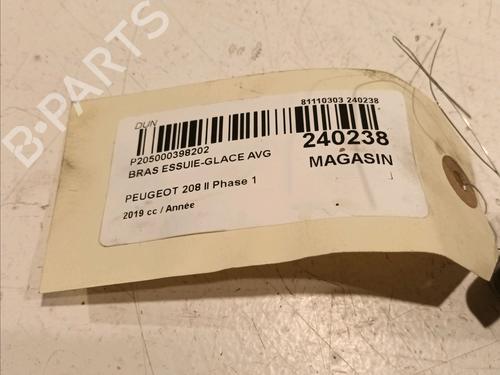 B-PARTS
DUN
81110303 240238
P205000398202
240238
BRAS ESSUIE-GLACE AVG
MAGASIN
PEUGEOT 208 II Phase 1
2019 cc / Année